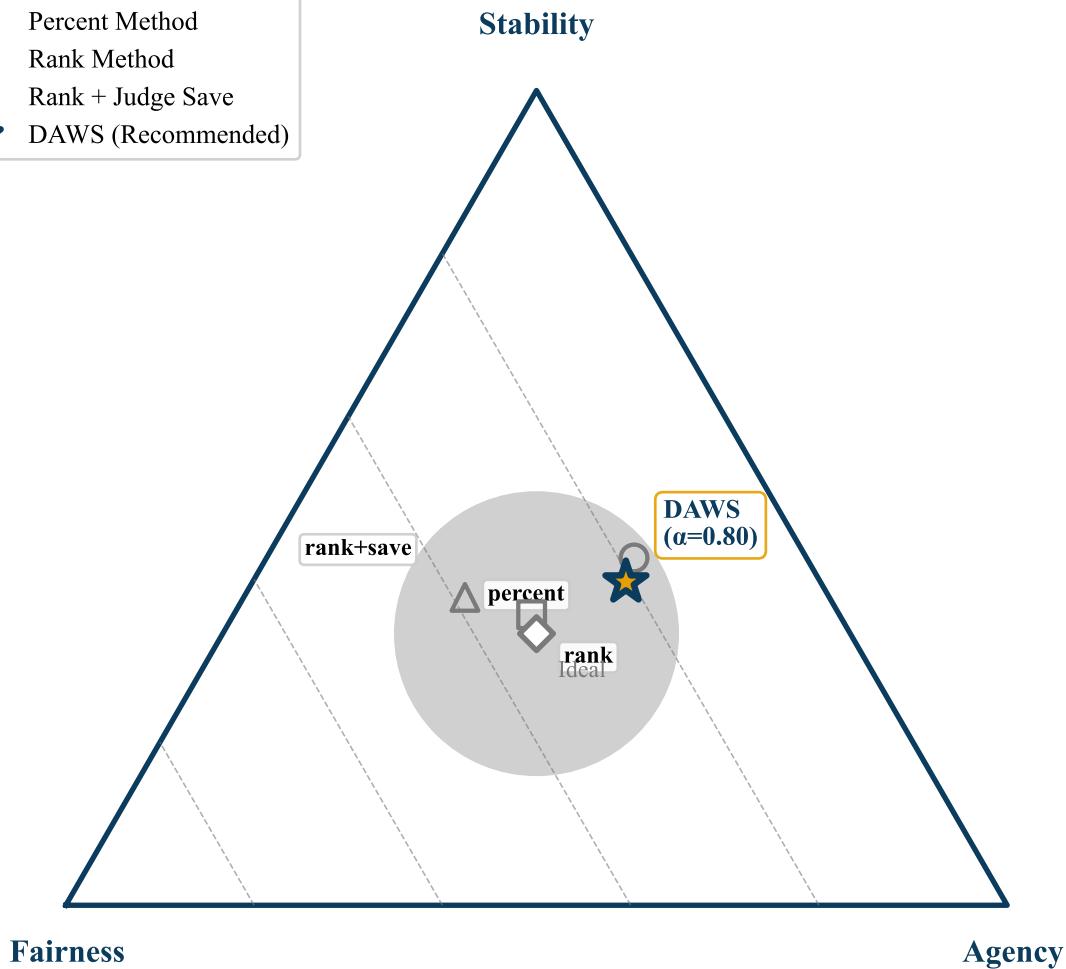 Percent Method
Rank Method
Rank + Judge Save
DAWS (Recommended)
Stability
DAWS
(α=0.80)
rank+save
percent
rank
Ideal
Fairness
Agency